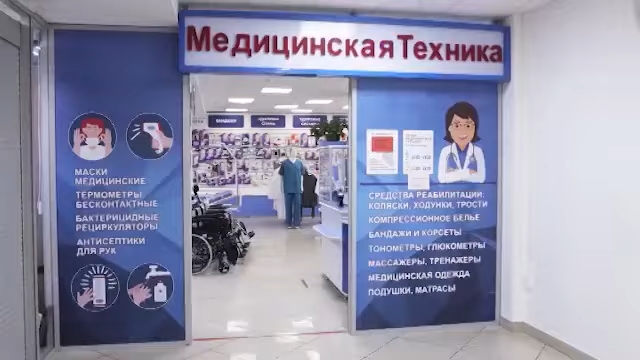 МедицинскаяТехника
МАСКИ
МЕДИЦИНСКИЕ
ТЕРМОМЕТРЫ
БЕСКОНТАКТНЫЕ
БАКТЕРИЦИДНЫЕ
РЕЦИРКУЛЯТОРЫ
АНТИСЕПТИКИ
ДЛЯ РУК
СРЕДСТВА РЕАБИЛИТАЦИИ:
КОЛЯСКИ, ХОДУНКИ, ТРОСТИ
КОМПРЕССИОННОЕ БЕЛЬЕ
БАНДАЖИ И КОРСЕТЫ
ТОНОМЕТРЫ, ГЛЮКОМЕТРЫ
МАССАЖЕРЫ, ТРЕНАЖЕРЫ
МЕДИЦИНСКАЯ ОДЕЖДА
ПОДУШКИ, МАТРАСЫ